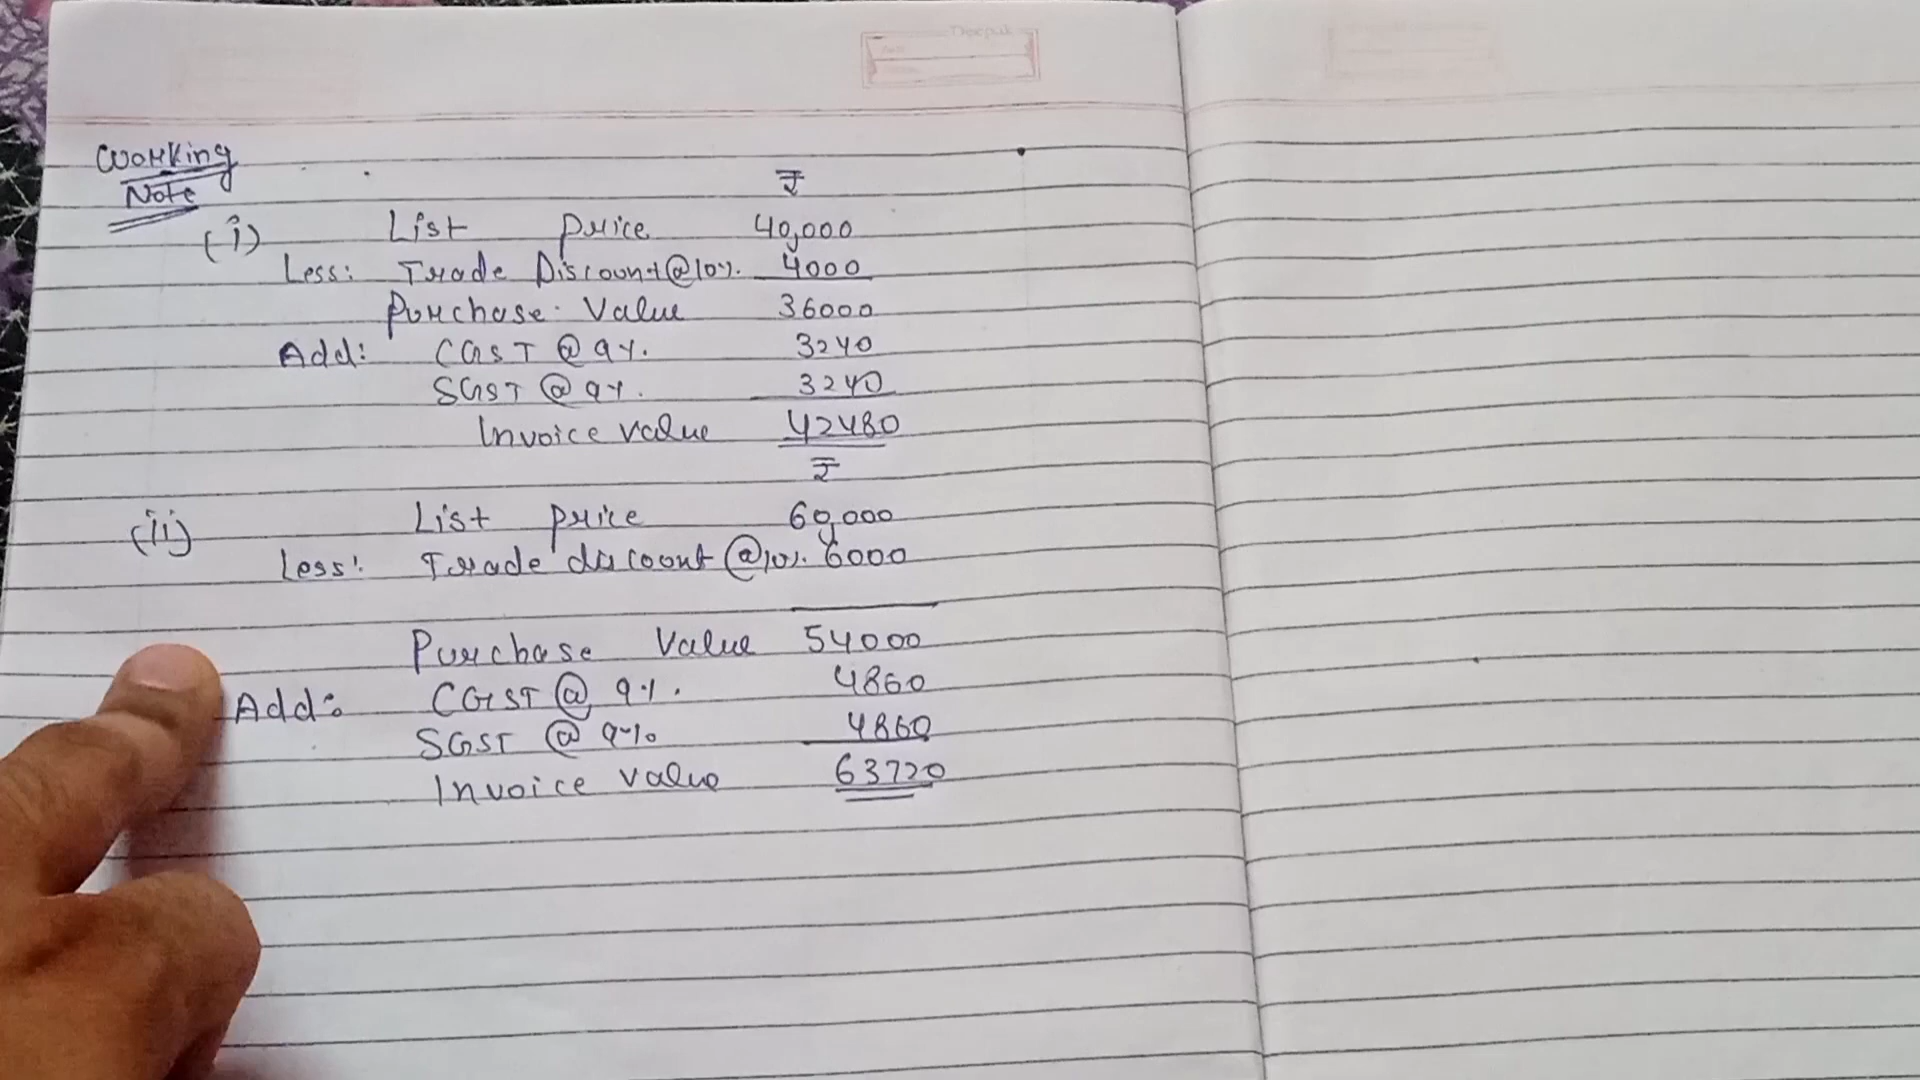 Deepak
Working
Note
₹
(i) List price 40,000
Less: Trade Discount@10%. 4000
Purchase Value 36000
Add: CGST @ 9%. 3240
SGST @ 9%. 3240
Invoice value 42480
₹
(ii) List price 60,000
Less: Trade discount @10%. 6000
Purchase Value 54000
Add: CGST @ 9%. 4860
SGST @ 9% 4860
Invoice value 63720